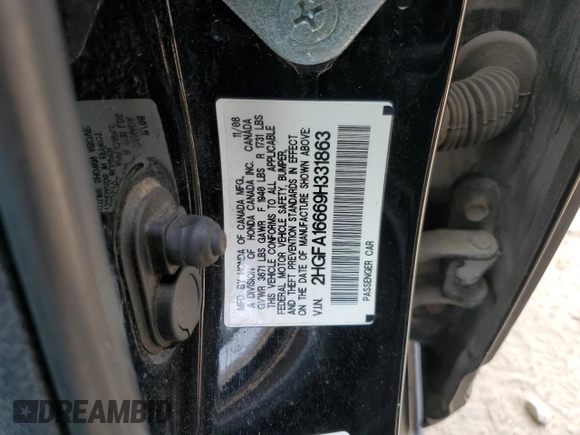 MFD. BY HONDA OF CANADA MFG. 11/08
A DIVISION OF HONDA CANADA INC. CANADA
GVWR 3671 LBS GAWR F 1940 LBS R 1731 LBS
THIS VEHICLE CONFORMS TO ALL APPLICABLE
FEDERAL MOTOR VEHICLE SAFETY, BUMPER,
AND THEFT PREVENTION STANDARDS IN EFFECT
ON THE DATE OF MANUFACTURE SHOWN ABOVE.
V.I.N. 2HGFA16669H331863
PASSENGER CAR
DREAMBID